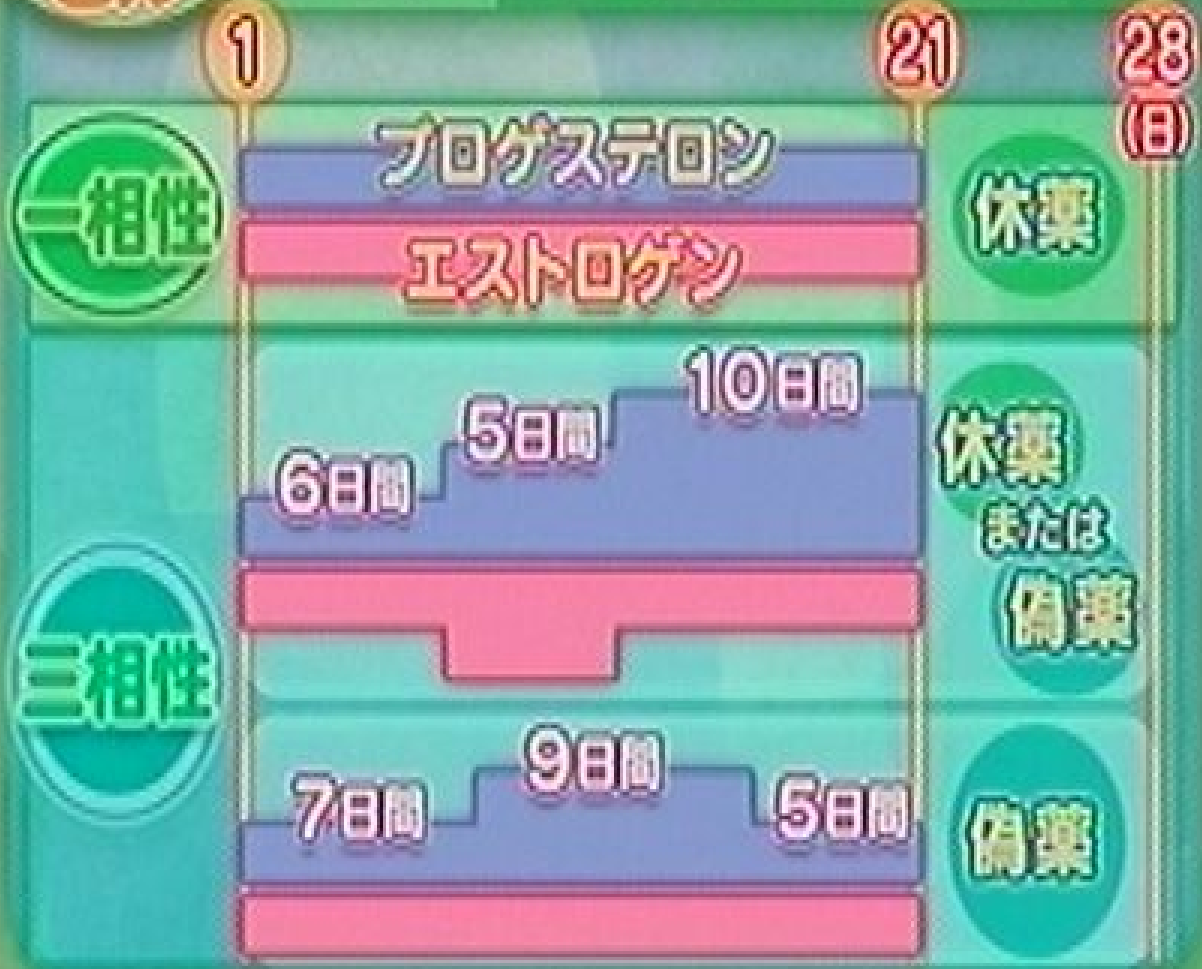 1
21
28
(日)
一相性
プロゲステロン
エストロゲン
休薬
三相性
6日間
5日間
10日間
休薬
または
偽薬
7日間
9日間
5日間
偽薬